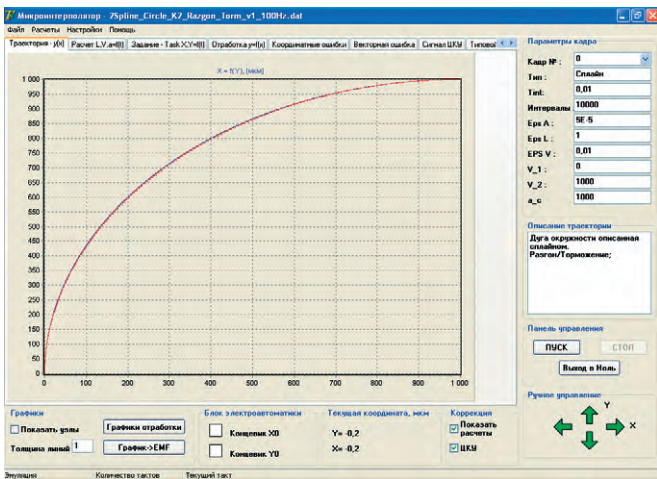 Микроинтерполятор - 7Spline_Circle_K7_Razgon_Torm_v1_100Hz.dat
Файл Расчеты Настройки Помощь
Траектория - y(x) Расчет L,V,a=f(t) Задание - Task X,Y=f(t) Отработка y=f(x) Координатные ошибки Векторная ошибка Сигнал ЦКУ Типовой
X = f(Y), [мкм]
1 000
950
900
850
800
750
700
650
600
550
500
450
400
350
300
250
200
150
100
50
0
0 100 200 300 400 500 600 700 800 900 1 000
Параметры кадра
Кадр № : 0
Тип : Сплайн
Tint: 0,01
Интервалы 10000
Eps A : 5E-5
Eps L : 1
EPS V : 0,01
V_1 : 0
V_2 : 1000
a_c 1000
Описание траектории
Дуга окружности описанная
сплайном.
Разгон/Торможение;
Панель управления
ПУСК СТОП
Выход в Ноль
Ручное управление
Y
X
Графики
Показать узлы
Графики отработки
Толщина линий 1
График->EMF
Блок электроавтоматики
Концевик X0
Концевик Y0
Текущая координата, мкм
Y= -0,2
X= -0,2
Коррекция
Показать
расчеты
ЦКУ
Эмуляция Количество тактов Текущий такт